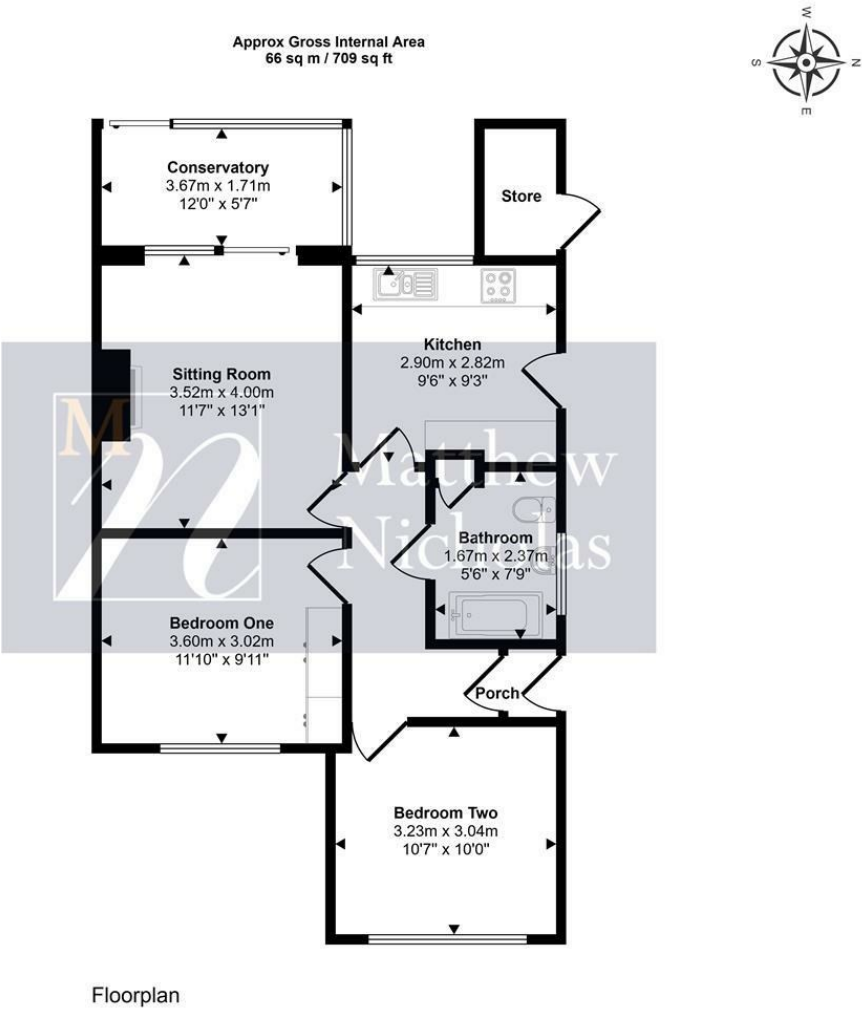 Approx Gross Internal Area
66 sq m / 709 sq ft
W
S
N
E
Conservatory
3.67m x 1.71m
12'0" x 5'7"
Store
Kitchen
2.90m x 2.82m
9'6" x 9'3"
Sitting Room
3.52m x 4.00m
11'7" x 13'1"
M
n
Matthew
Nicholas
Bathroom
1.67m x 2.37m
5'6" x 7'9"
Bedroom One
3.60m x 3.02m
11'10" x 9'11"
Porch
Bedroom Two
3.23m x 3.04m
10'7" x 10'0"
Floorplan